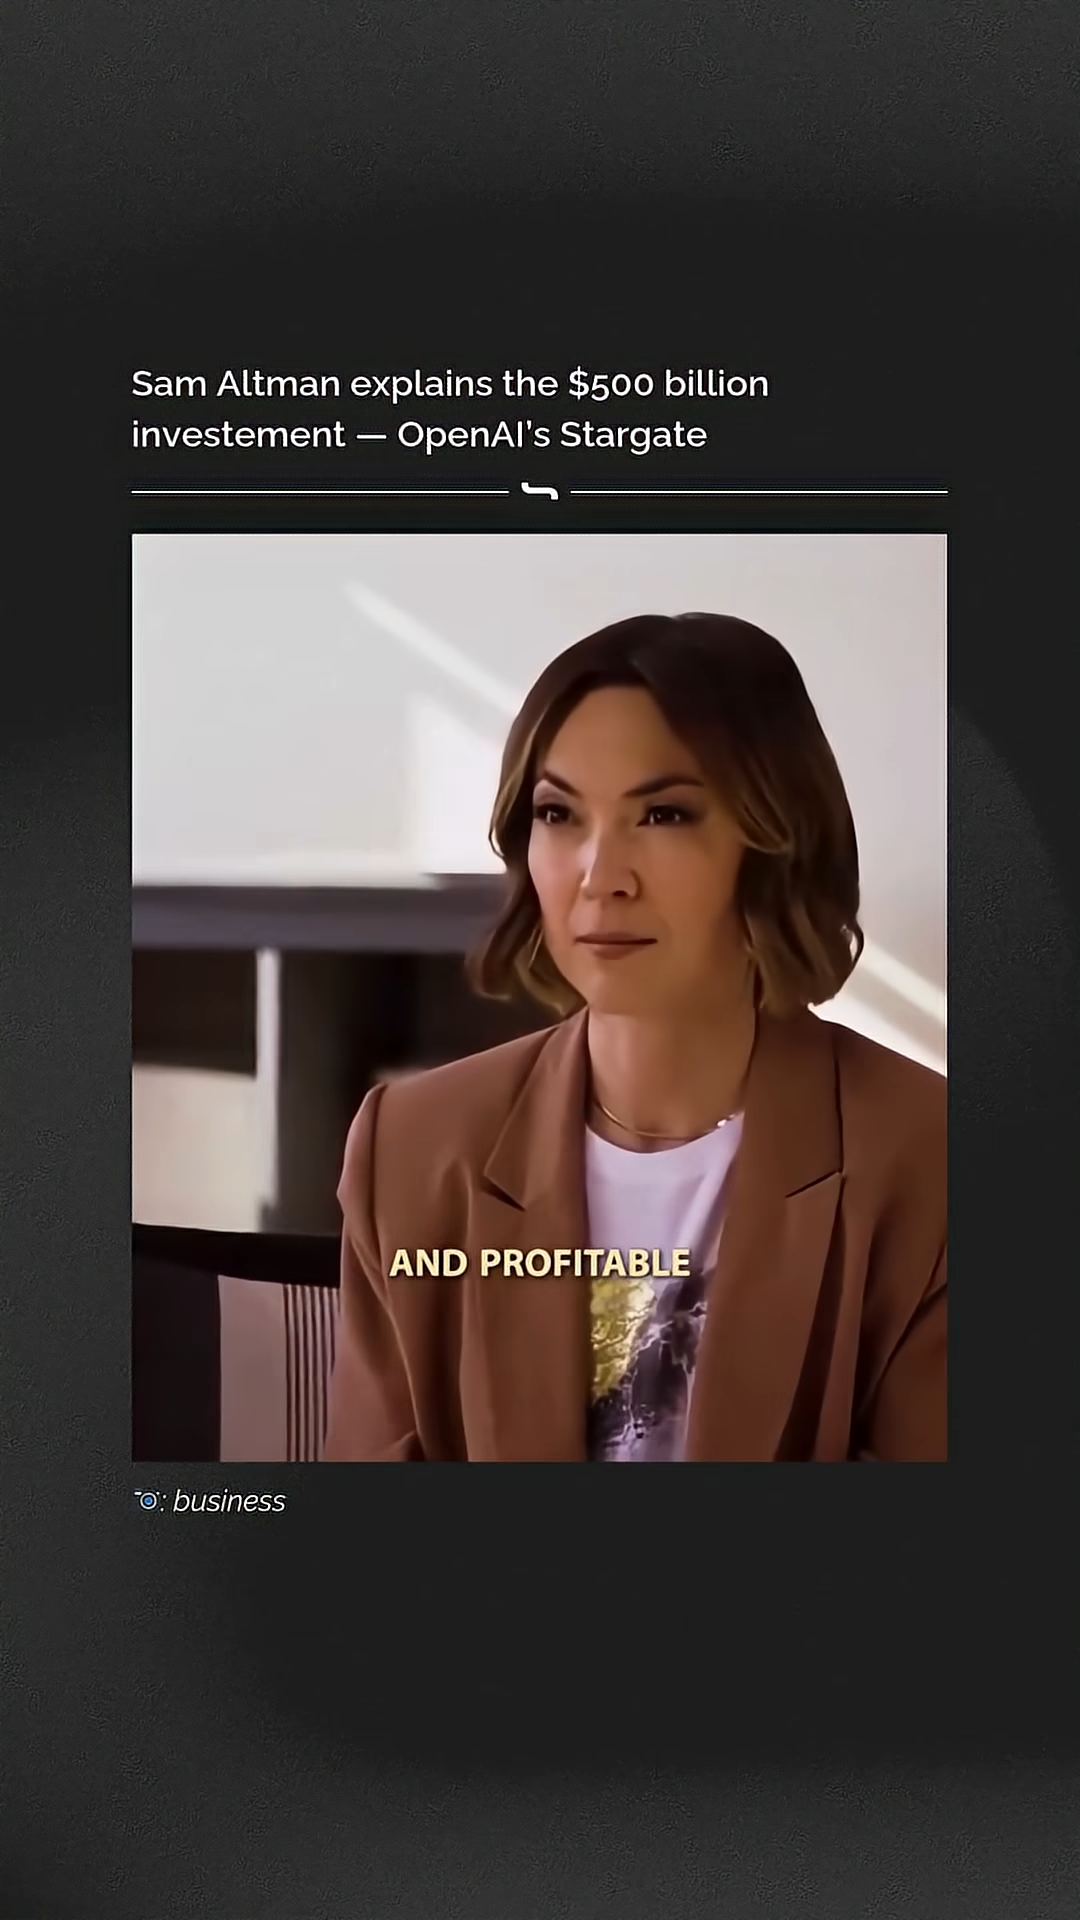 Sam Altman explains the $500 billion
investement — OpenAI's Stargate
AND PROFITABLE
: business